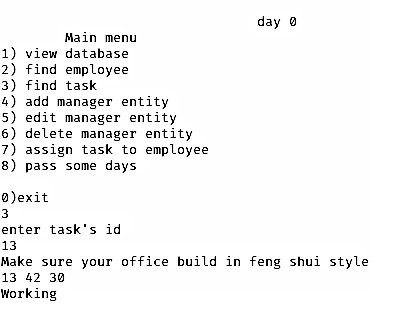 day 0
Main menu
1) view database
2) find employee
3) find task
4) add manager entity
5) edit manager entity
6) delete manager entity
7) assign task to employee
8) pass some days
0)exit
3
enter task's id
13
Make sure your office build in feng shui style
13 42 30
Working